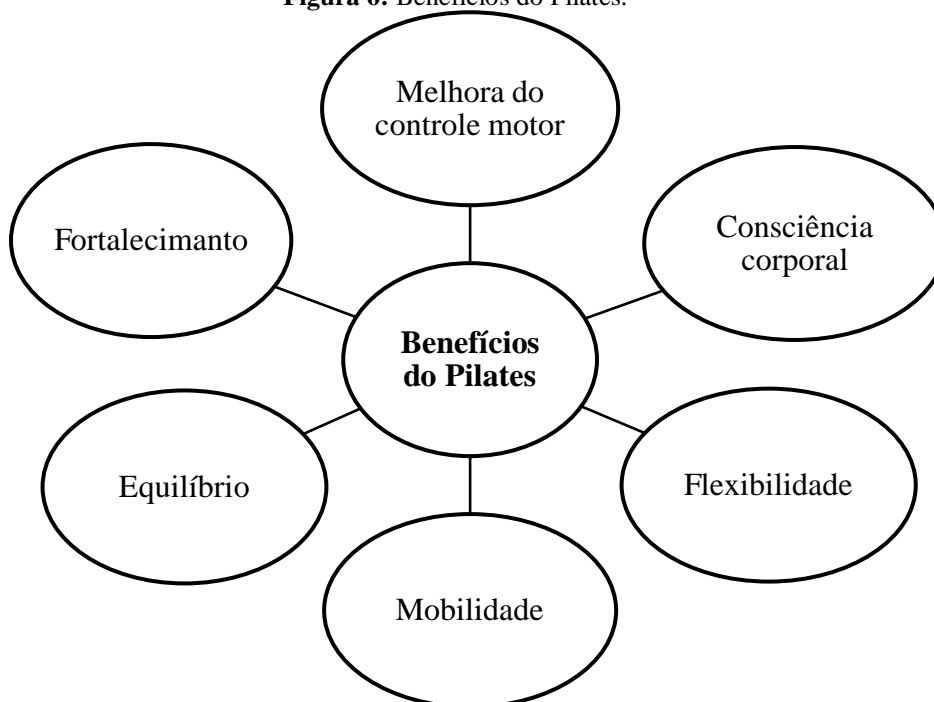 Figura 6: Benefícios do Pilates.
Melhora do
controle motor
Fortalecimanto
Consciência
corporal
Benefícios
do Pilates
Equilíbrio
Flexibilidade
Mobilidade